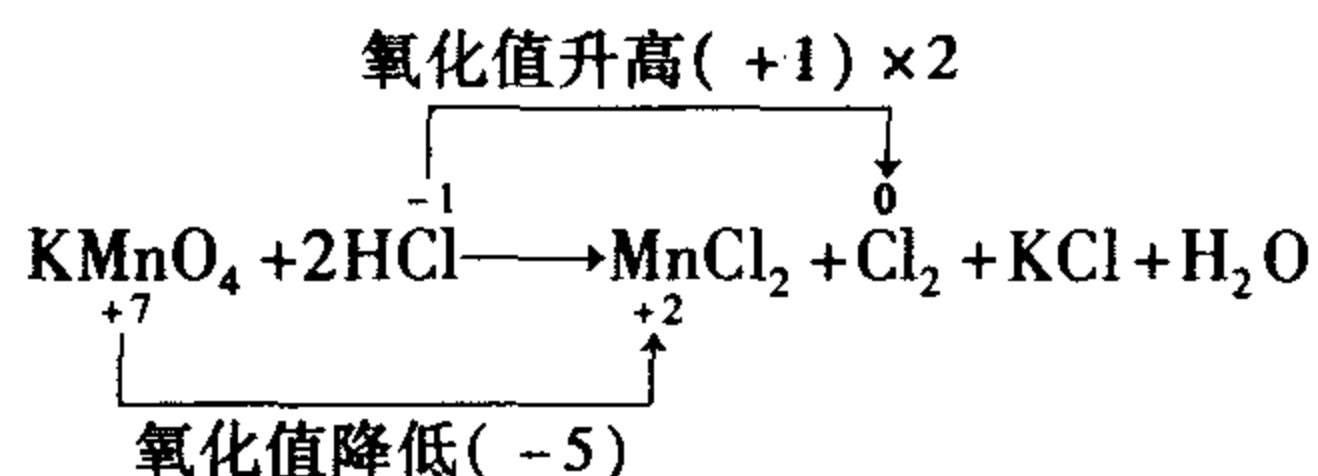 氧化值升高( +1) ×2
-1 0
KMnO₄ +2HCl⟶MnCl₂ +Cl₂ +KCl+H₂O
+7 +2
氧化值降低( -5)